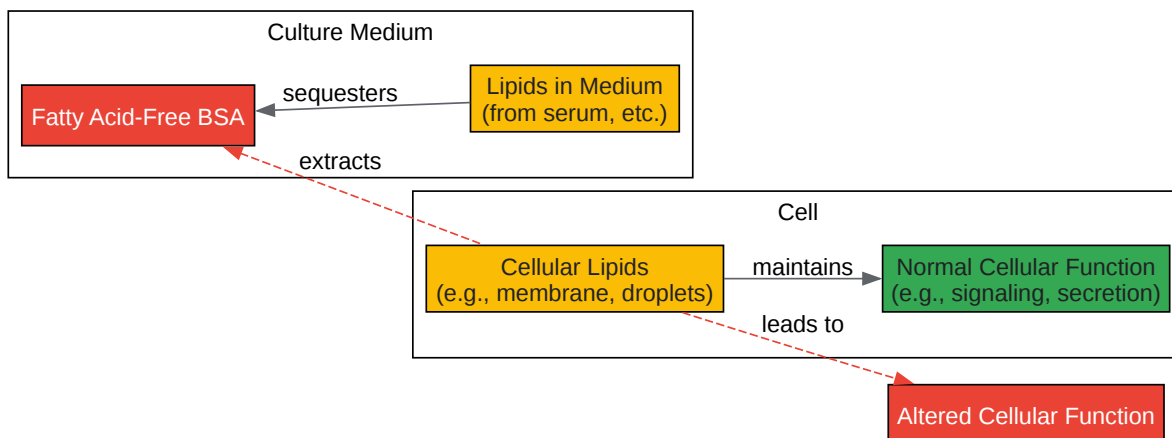 Culture Medium
Fatty Acid-Free BSA
sequesters
Lipids in Medium
(from serum, etc.)
extracts
Cell
Cellular Lipids
(e.g., membrane, droplets)
maintains
Normal Cellular Function
(e.g., signaling, secretion)
leads to
Altered Cellular Function